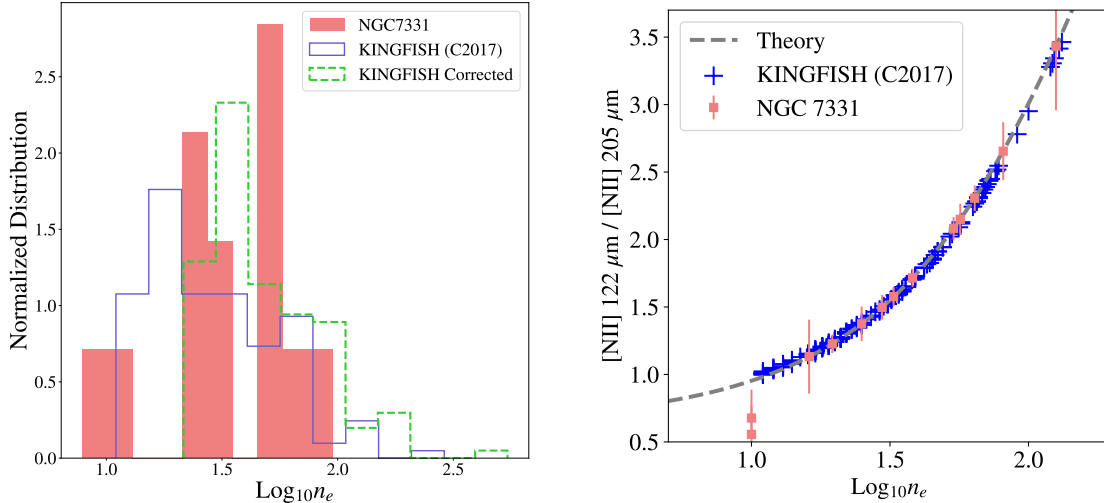 NGC7331
KINGFISH (C2017)
KINGFISH Corrected
Normalized Distribution
2.5
2.0
1.5
1.0
0.5
0.0
1.0
1.5
2.0
2.5
Log₁₀nₑ
Theory
KINGFISH (C2017)
NGC 7331
[NII] 122 μm / [NII] 205 μm
3.5
3.0
2.5
2.0
1.5
1.0
0.5
1.0
1.5
2.0
Log₁₀nₑ